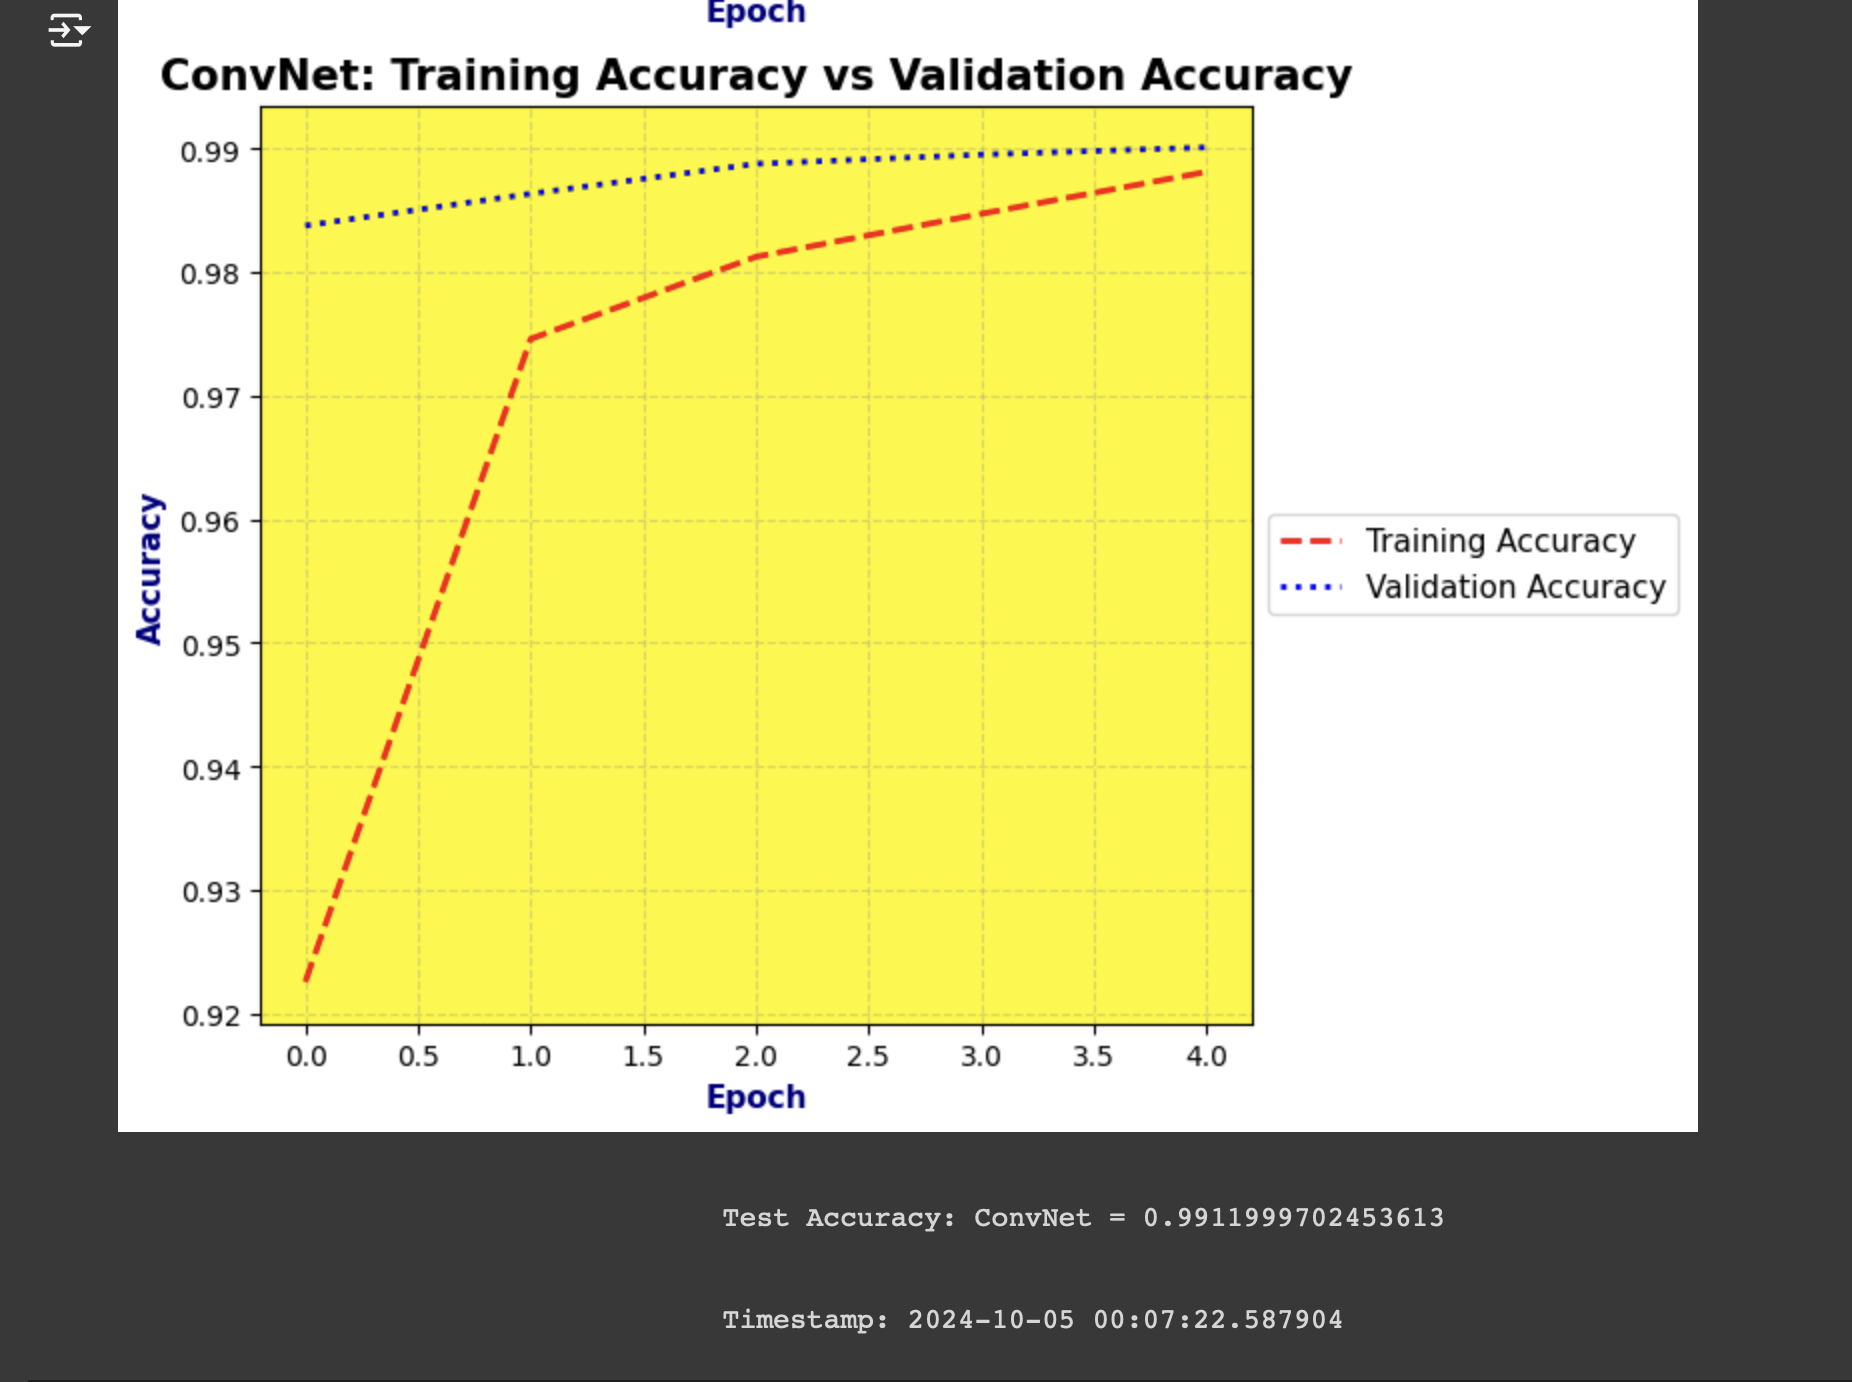 Epoch
ConvNet: Training Accuracy vs Validation Accuracy
0.99
0.98
0.97
0.96
0.95
0.94
0.93
0.92
Accuracy
0.0 0.5 1.0 1.5 2.0 2.5 3.0 3.5 4.0
Epoch
Training Accuracy
Validation Accuracy
Test Accuracy: ConvNet = 0.9911999702453613
Timestamp: 2024-10-05 00:07:22.587904